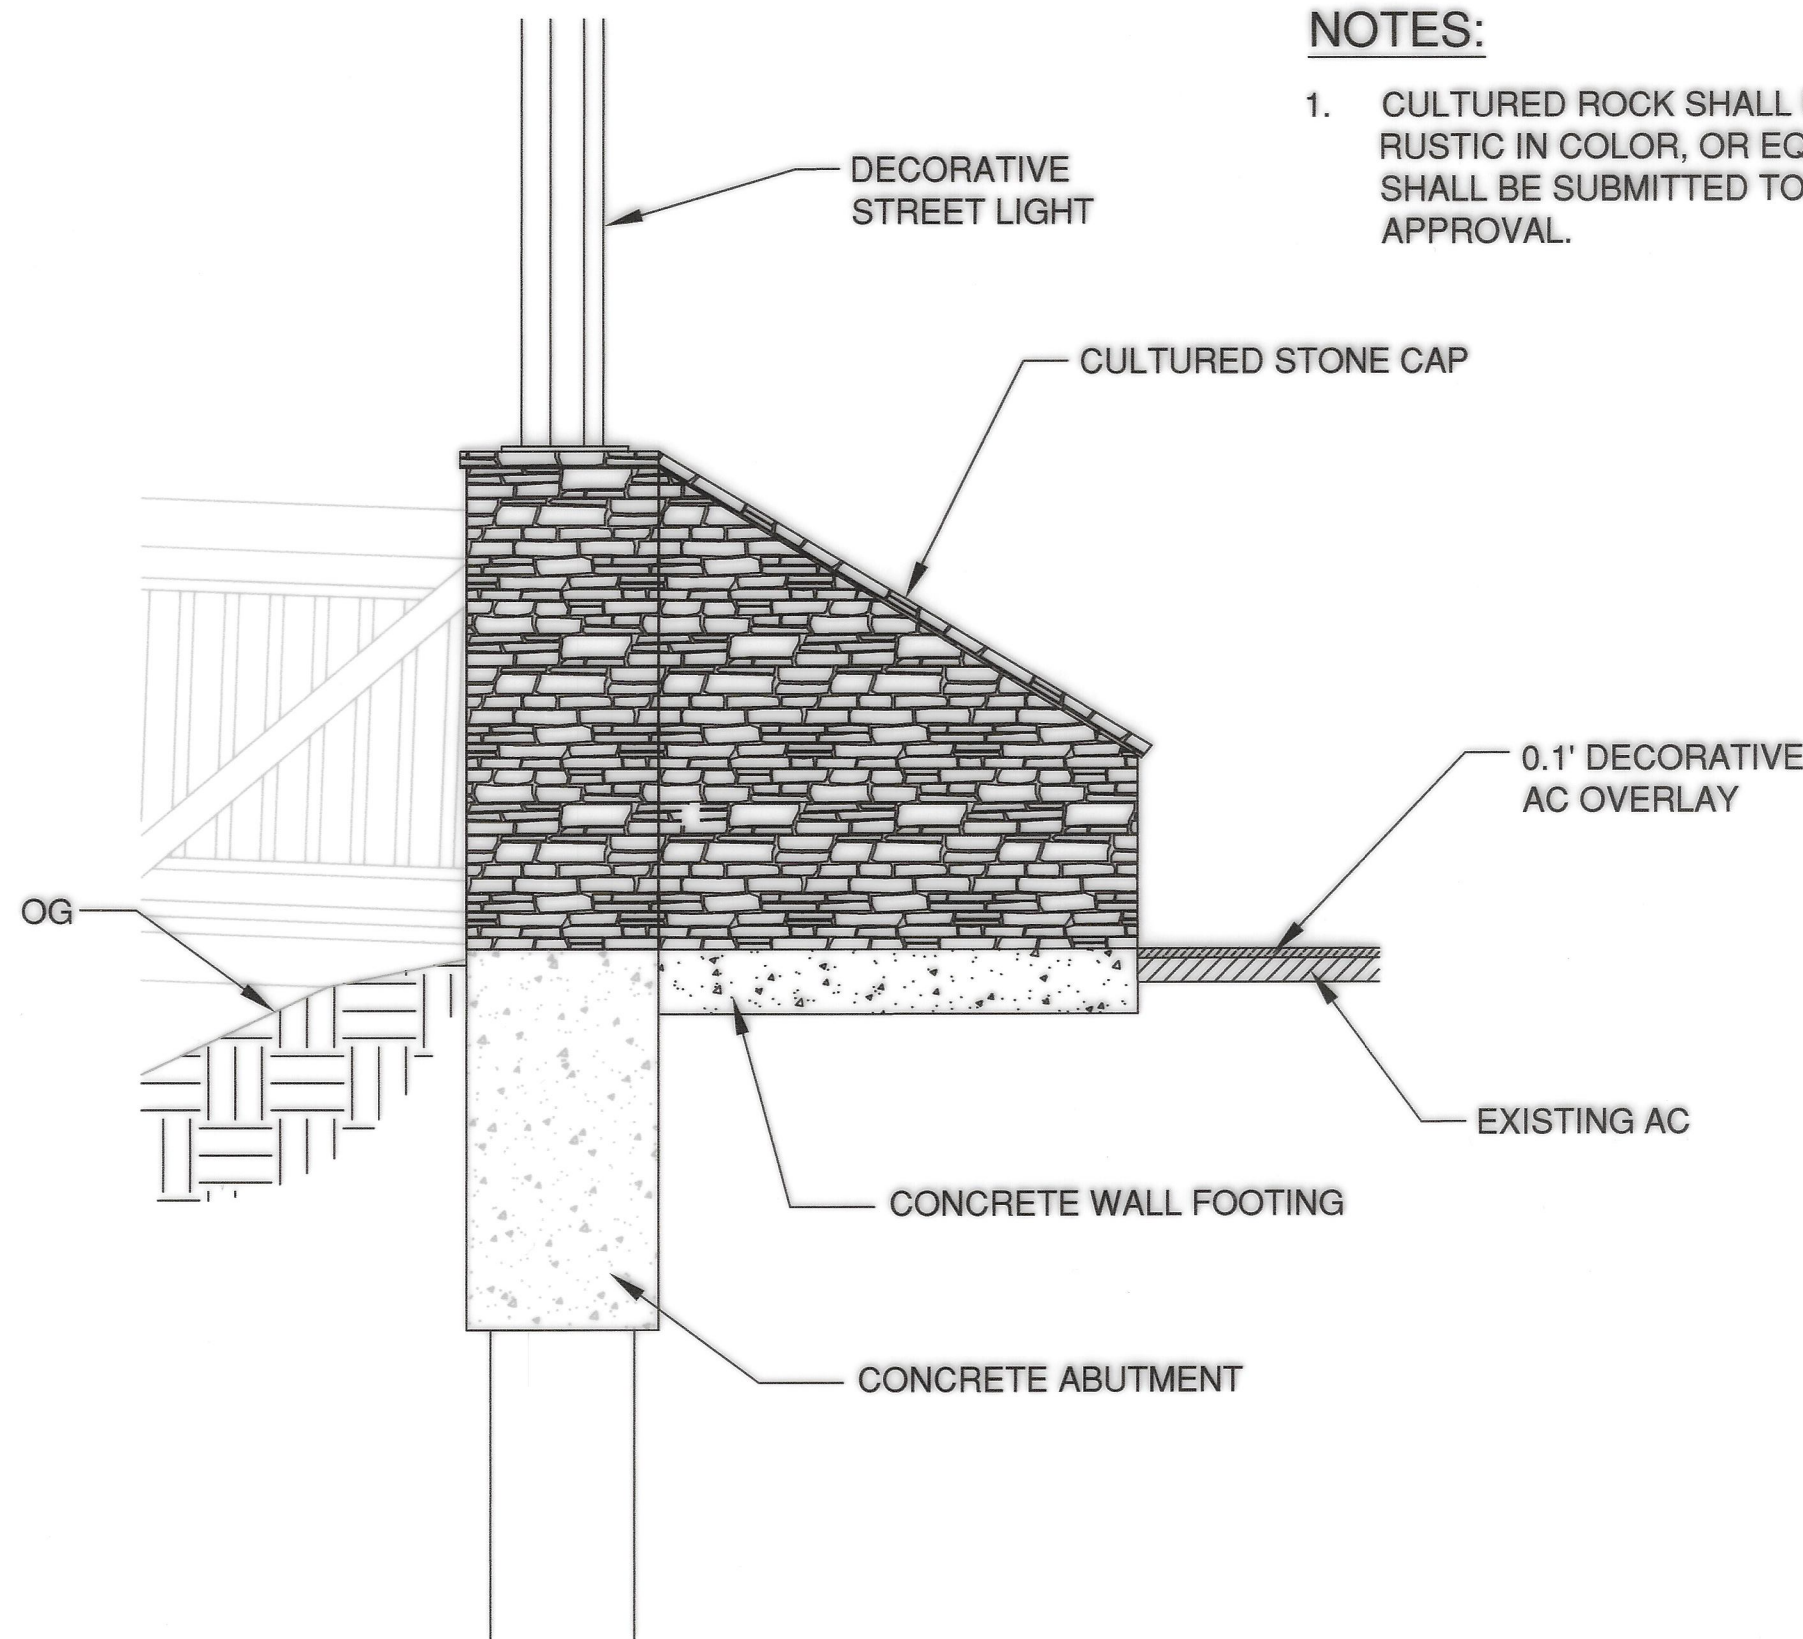 NOTES:
1. CULTURED ROCK SHALL
RUSTIC IN COLOR, OR
SHALL BE SUBMITTED TO
APPROVAL.
DECORATIVE
STREET LIGHT
CULTURED STONE CAP
0.1' DECORATIVE
AC OVERLAY
OG
EXISTING AC
CONCRETE WALL FOOTING
CONCRETE ABUTMENT